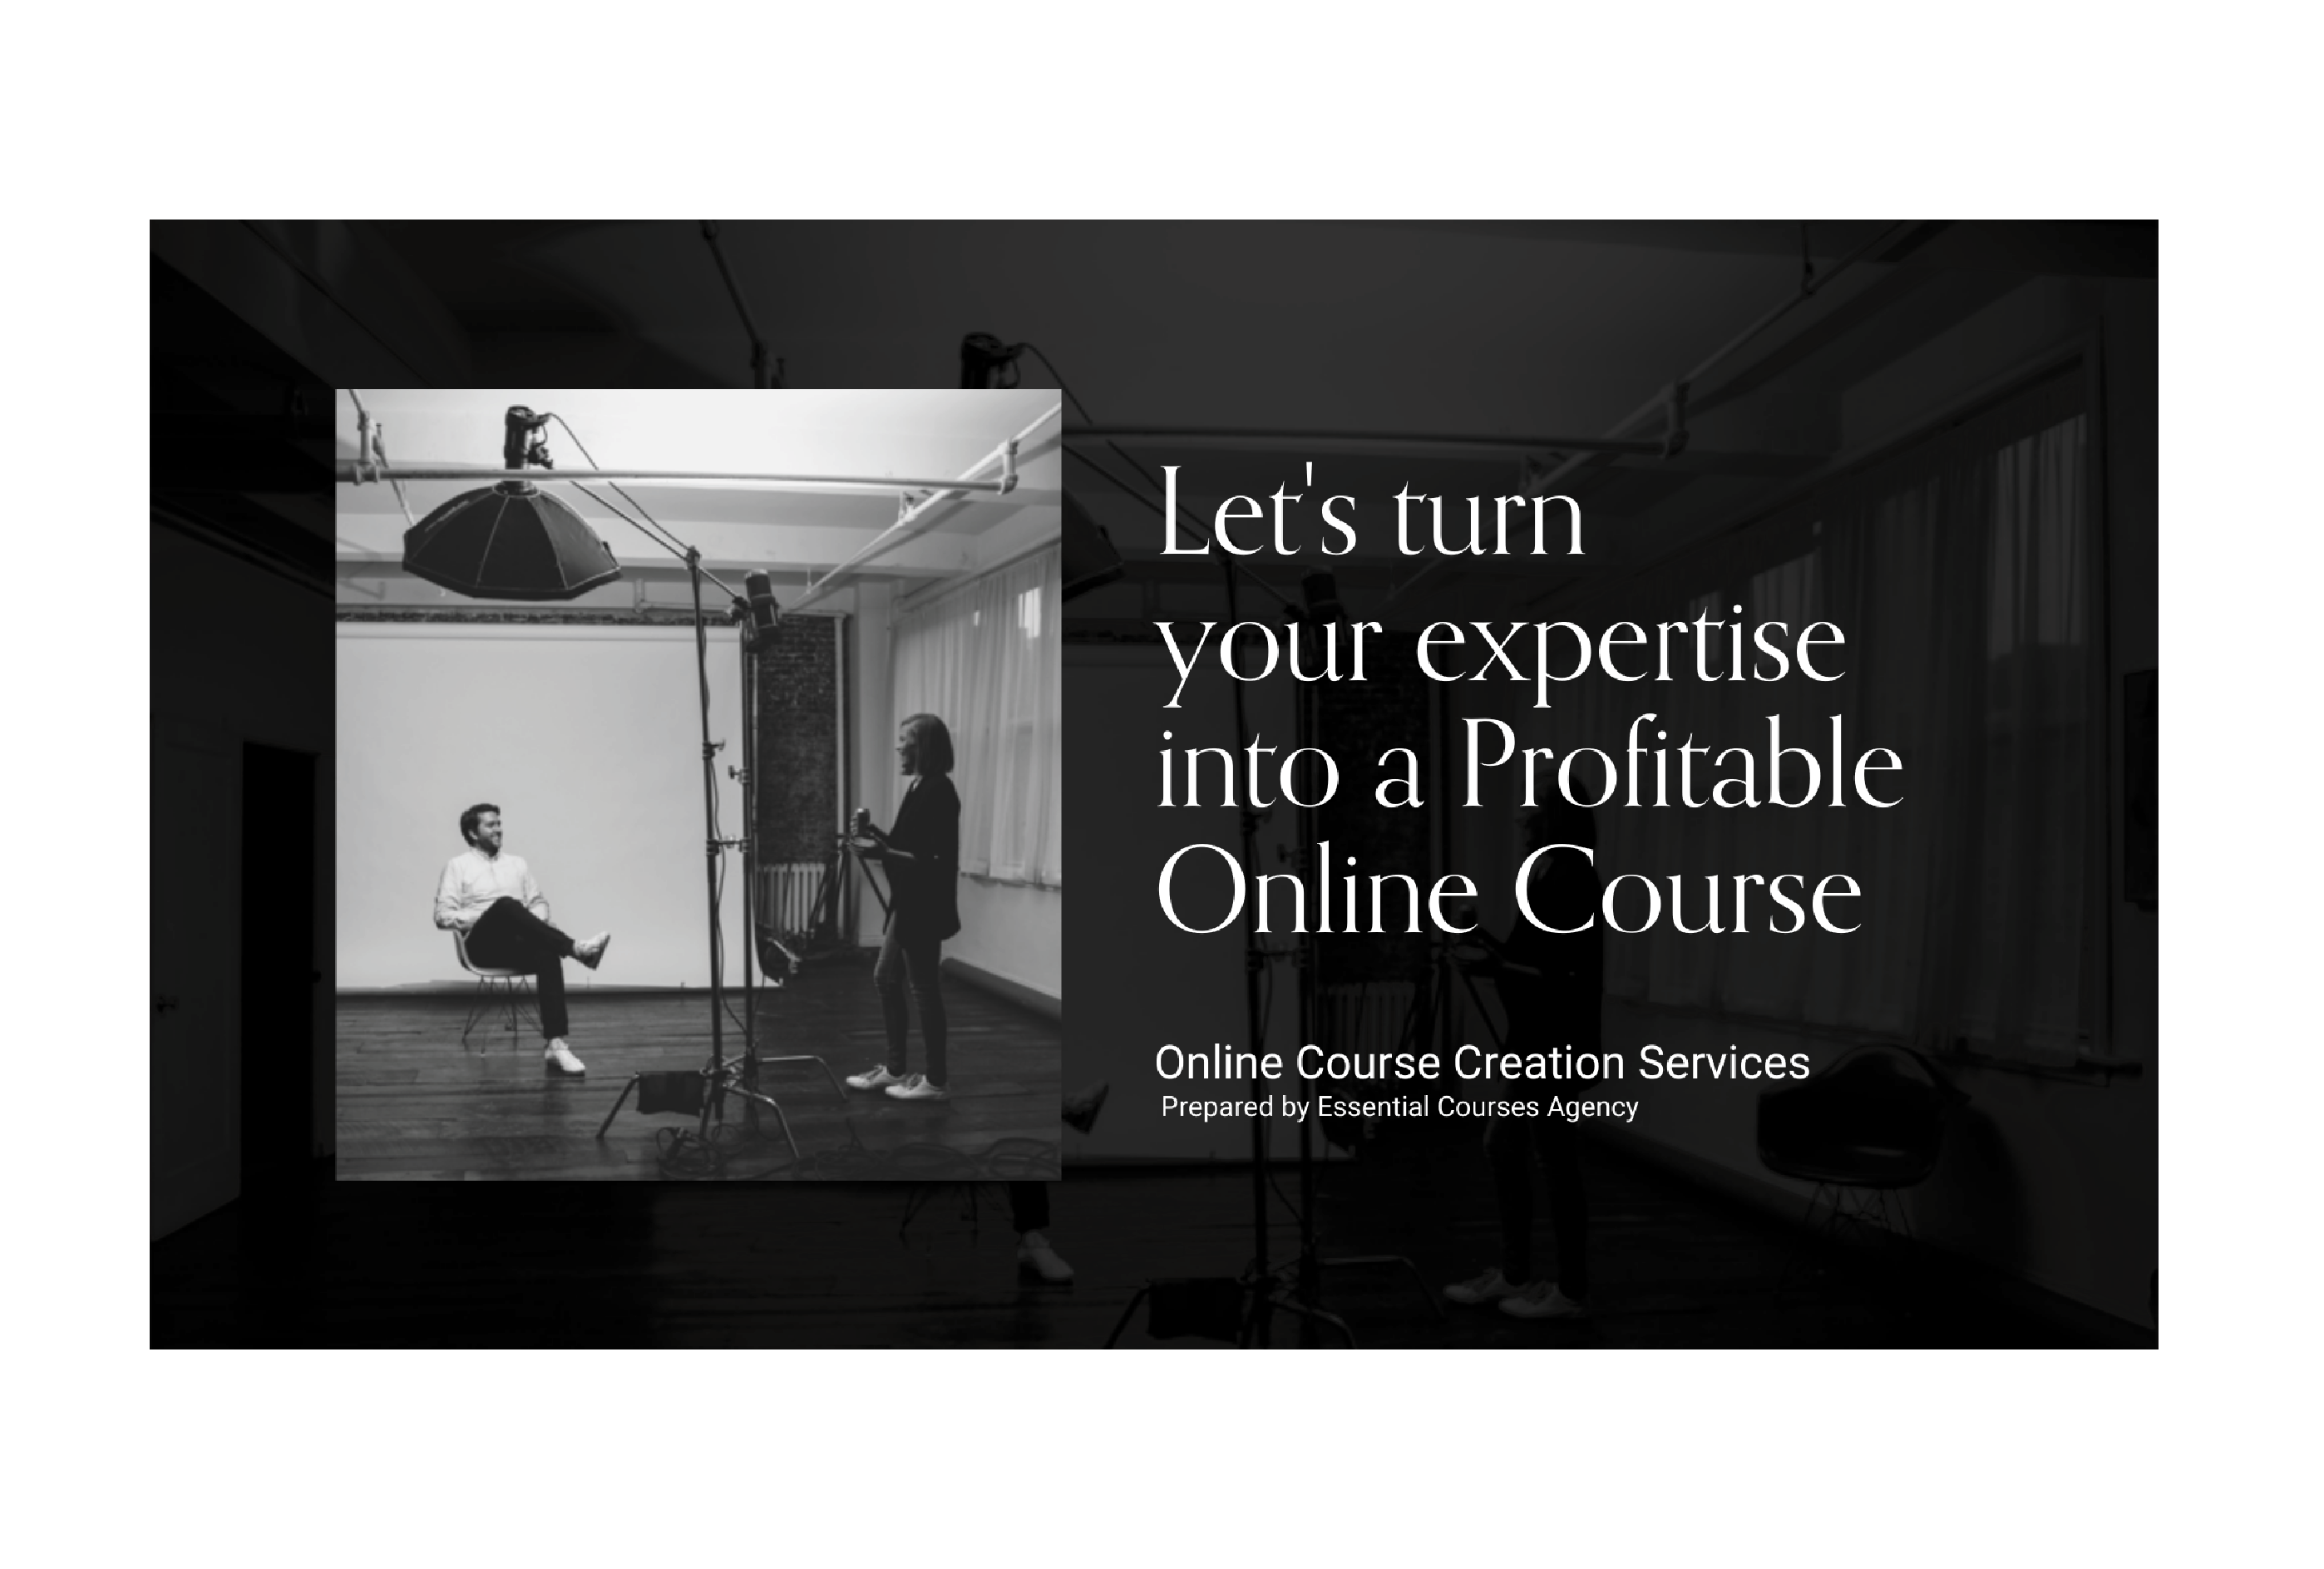 Let's turn
your expertise
into a Profitable
Online Course
Online Course Creation Services
Prepared by Essential Courses Agency